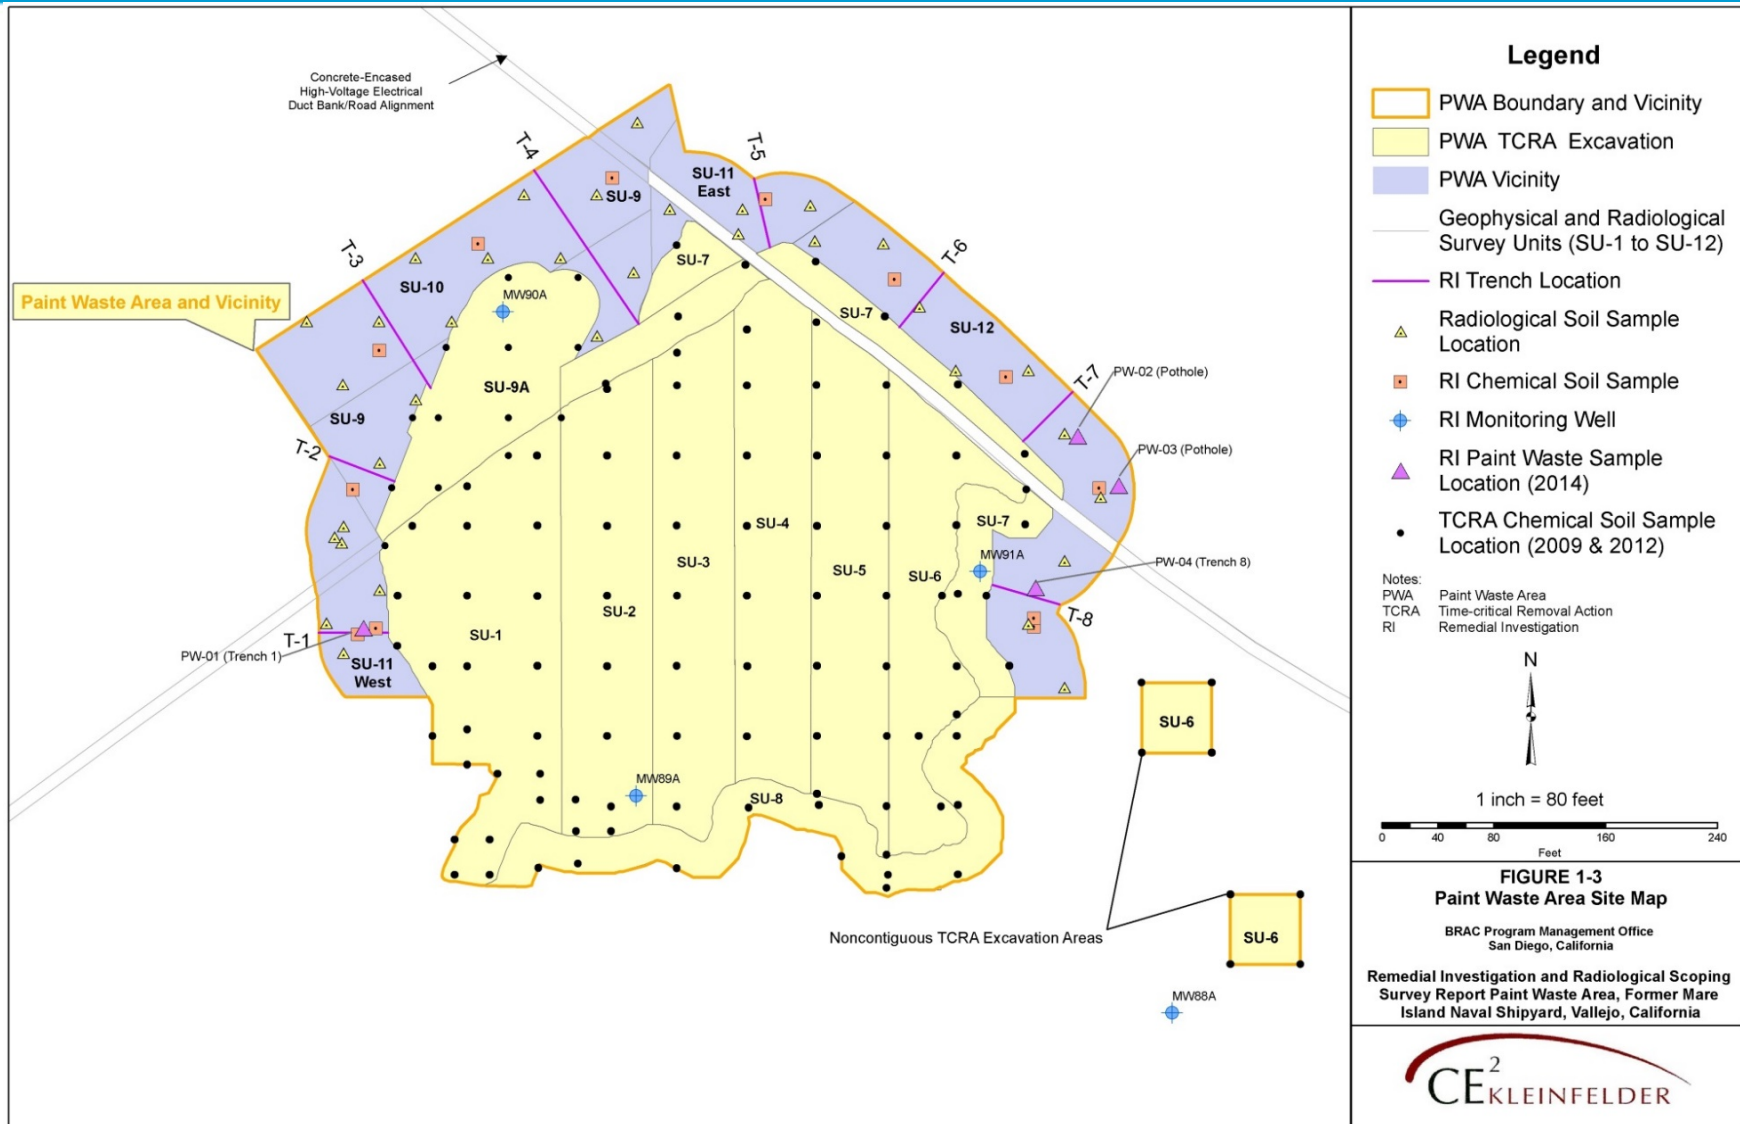 Concrete-Encased
High-Voltage Electrical
Duct Bank/Road Alignment
T-4
T-5
SU-11
East
SU-9
T-3
T-6
SU-7
SU-10
MW90A
Paint Waste Area and Vicinity
SU-7
SU-12
T-7
PW-02 (Pothole)
SU-9A
SU-9
T-2
PW-03 (Pothole)
SU-4
SU-7
MW91A
PW-04 (Trench 8)
SU-3
SU-5
SU-6
SU-2
T-8
SU-1
T-1
PW-01 (Trench 1)
SU-11
West
SU-6
MW89A
SU-8
Noncontiguous TCRA Excavation Areas
SU-6
MW88A
Legend
PWA Boundary and Vicinity
PWA TCRA Excavation
PWA Vicinity
Geophysical and Radiological
Survey Units (SU-1 to SU-12)
RI Trench Location
Radiological Soil Sample
Location
RI Chemical Soil Sample
RI Monitoring Well
RI Paint Waste Sample
Location (2014)
TCRA Chemical Soil Sample
Location (2009 & 2012)
Notes:
PWA Paint Waste Area
TCRA Time-critical Removal Action
RI Remedial Investigation
N
1 inch = 80 feet
0 40 80 160 240
Feet
FIGURE 1-3
Paint Waste Area Site Map
BRAC Program Management Office
San Diego, California
Remedial Investigation and Radiological Scoping
Survey Report Paint Waste Area, Former Mare
Island Naval Shipyard, Vallejo, California
CE2 KLEINFELDER